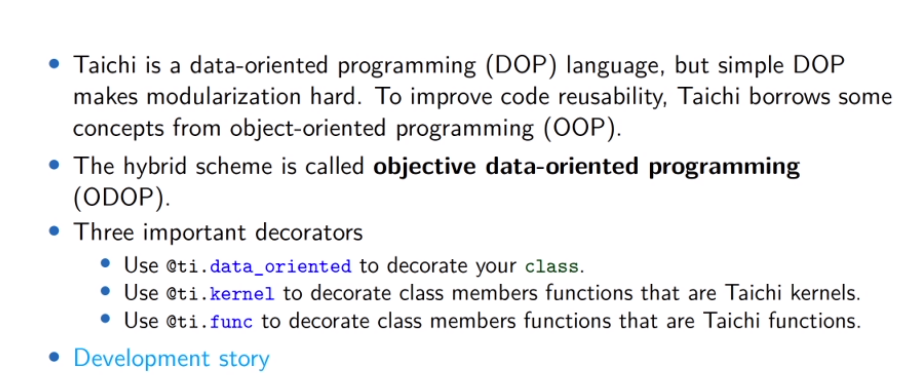 • Taichi is a data-oriented programming (DOP) language, but simple DOP
makes modularization hard. To improve code reusability, Taichi borrows some
concepts from object-oriented programming (OOP).
• The hybrid scheme is called objective data-oriented programming
(ODOP).
• Three important decorators
• Use @ti.data_oriented to decorate your class.
• Use @ti.kernel to decorate class members functions that are Taichi kernels.
• Use @ti.func to decorate class members functions that are Taichi functions.
• Development story